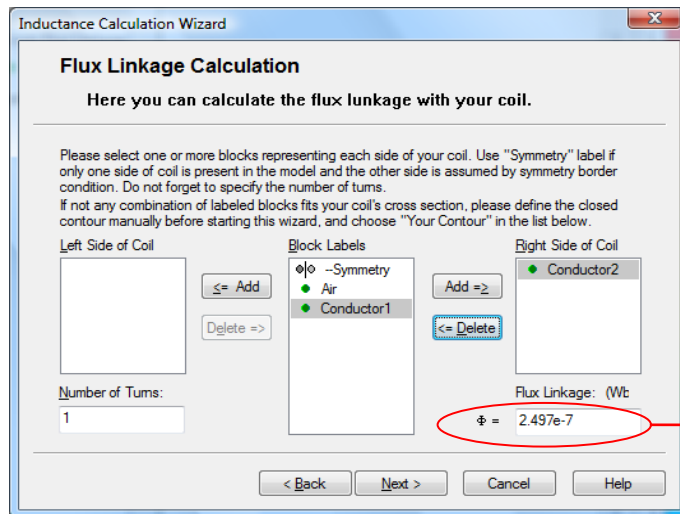 Inductance Calculation Wizard
Flux Linkage Calculation
Here you can calculate the flux lunkage with your coil.
Please select one or more blocks representing each side of your coil. Use "Symmetry" label if
only one side of coil is present in the model and the other side is assumed by symmetry border
condition. Do not forget to specify the number of turns.
If not any combination of labeled blocks fits your coil's cross section, please define the closed
contour manually before starting this wizard, and choose "Your Contour" in the list below.
Left Side of Coil
Block Labels
Right Side of Coil
--Symmetry
Air
Conductor1
Conductor2
<= Add
Add =>
Delete =>
<= Delete
Number of Turns:
1
Flux Linkage: (Wb
Φ = 2.497e-7
< Back
Next >
Cancel
Help